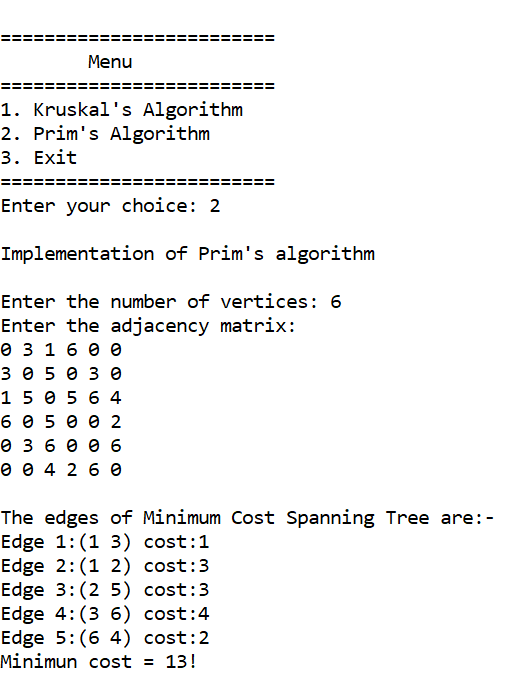 =========================
Menu
=========================
1. Kruskal's Algorithm
2. Prim's Algorithm
3. Exit
=========================
Enter your choice: 2
Implementation of Prim's algorithm
Enter the number of vertices: 6
Enter the adjacency matrix:
0 3 1 6 0 0
3 0 5 0 3 0
1 5 0 5 6 4
6 0 5 0 0 2
0 3 6 0 0 6
0 0 4 2 6 0
The edges of Minimum Cost Spanning Tree are:-
Edge 1:(1 3) cost:1
Edge 2:(1 2) cost:3
Edge 3:(2 5) cost:3
Edge 4:(3 6) cost:4
Edge 5:(6 4) cost:2
Minimun cost = 13!